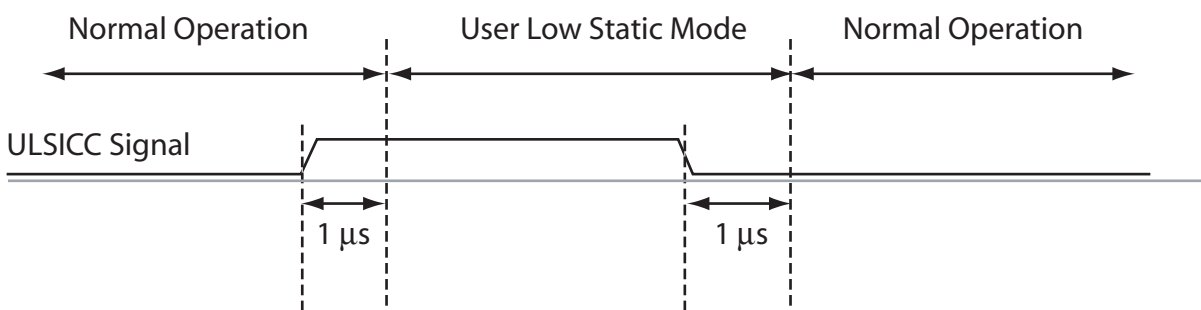 Normal Operation
User Low Static Mode
Normal Operation
ULSICC Signal
1 μs
1 μs